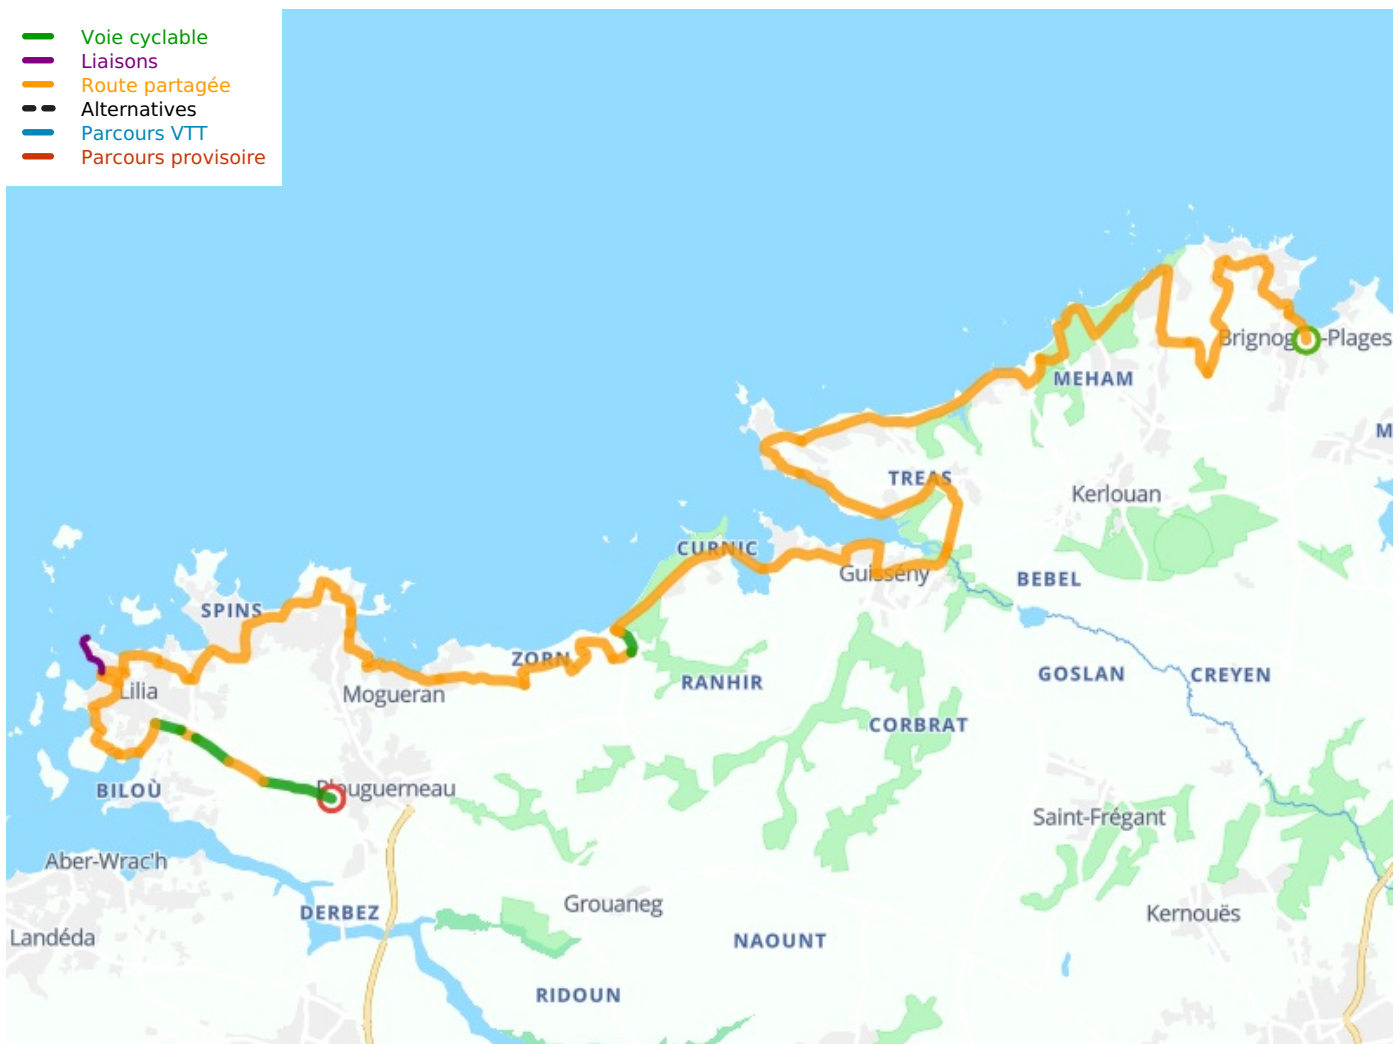 Voie cyclable
Liaisons
Route partagée
Alternatives
Parcours VTT
Parcours provisoire
Brignog -Plages
MEHAM
M
TREAS
Kerlouan
CURNIC
Guissény
BEBEL
SPINS
ZORN
GOSLAN
CREYEN
RANHIR
Lilia
Mogueran
CORBRAT
BILOÙ
Plouguerneau
Saint-Frégant
Aber-Wrac'h
Grouaneg
DERBEZ
Kernouës
Landéda
NAOUNT
RIDOUN